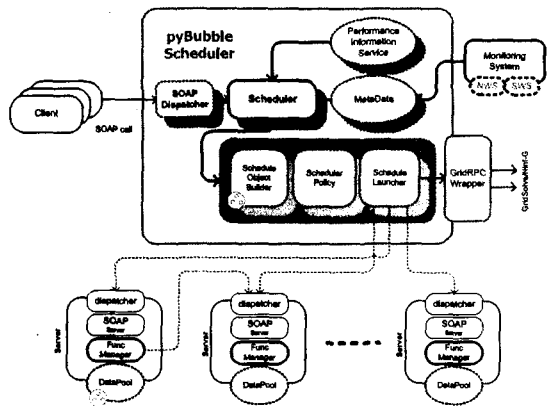 pyBubble
Scheduler
Performance
Information
Service
Monitoring
System
NWS
SWS
Client
SOAP call
SOAP
Dispatcher
Scheduler
MetaData
Schedule
Object
Builder
Scheduler
Policy
Schedule
Launcher
GridRPC
Wrapper
GridSolve/Ninf-G
Server
dispatcher
SOAP
Server
Func
Manager
DataPool
Server
dispatcher
SOAP
Server
Func
Manager
DataPool
Server
dispatcher
SOAP
Server
Func
Manager
DataPool